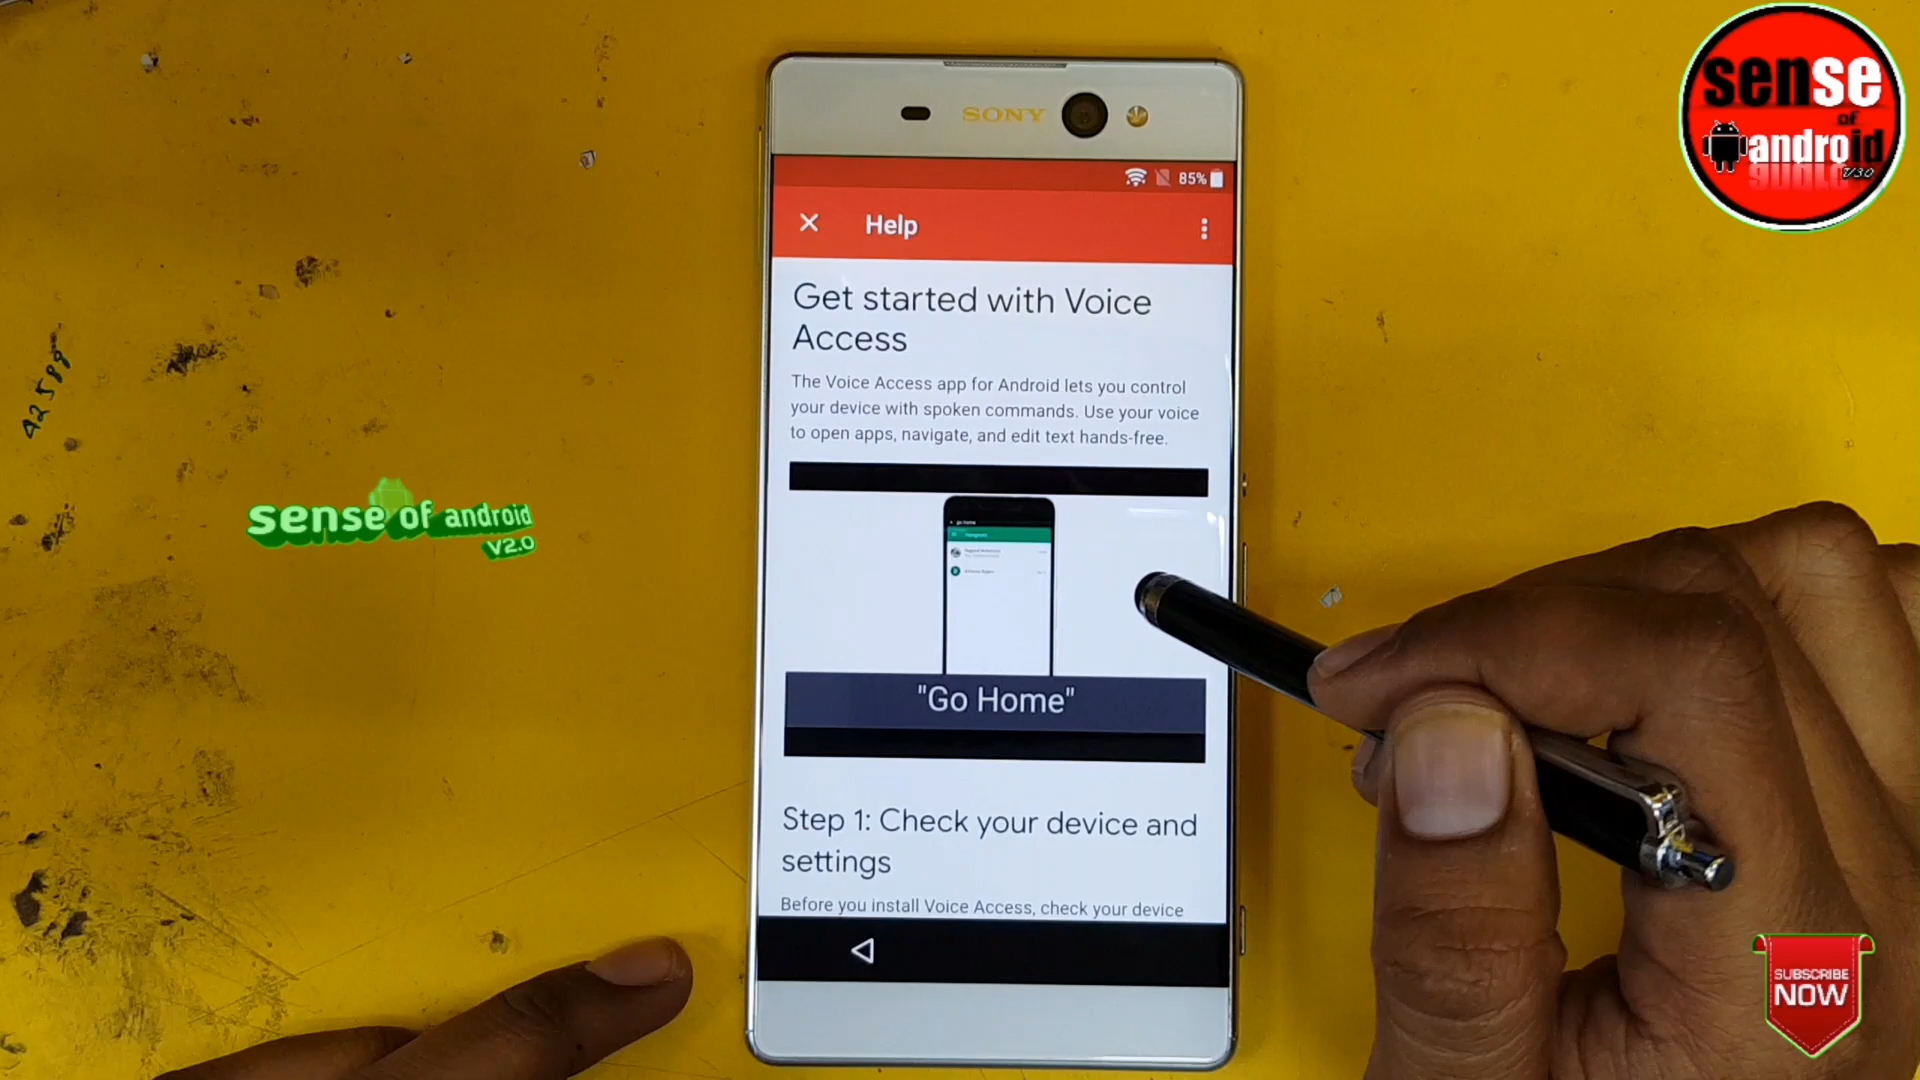 sense
of
android
V3.0
SONY
85%
Help
Get started with Voice
Access
The Voice Access app for Android lets you control
your device with spoken commands. Use your voice
to open apps, navigate, and edit text hands-free.
go home
"Go Home"
Step 1: Check your device and
settings
Before you install Voice Access, check your device
42588
sense of android
V2.0
SUBSCRIBE
NOW